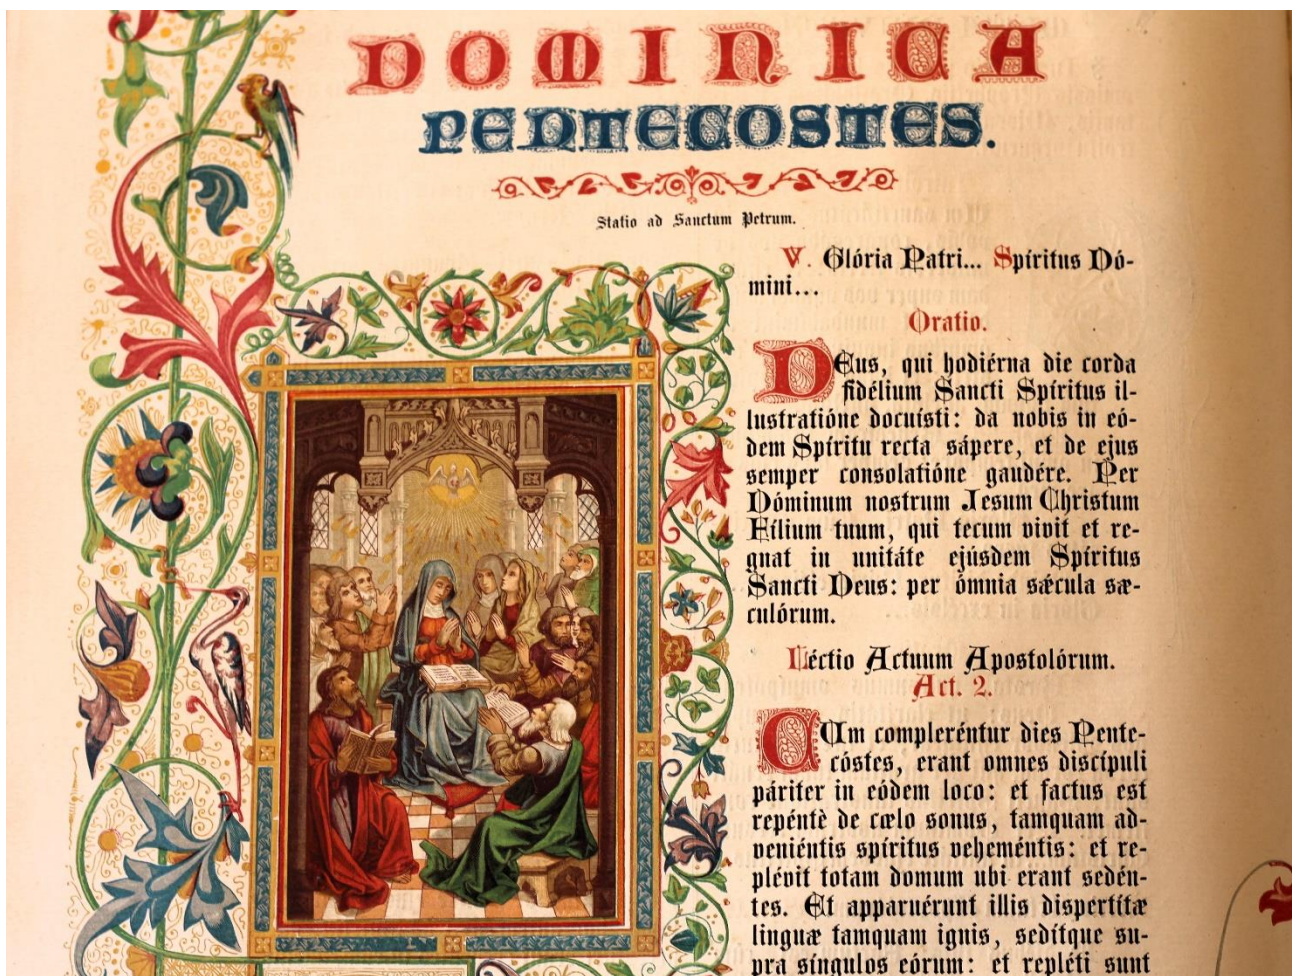 DOMINICA
PENTECOSTES.
Statio ad Sanctum Petrum.
V. Glória Patri... Spíritus Dó-
mini...
Oratio.
DEus, qui hodiérna die corda
fidélium Sancti Spíritus il-
lustratióne docuísti: da nobis in eó-
dem Spíritu recta sápere, et de ejus
semper consolatióne gaudére. Per
Dóminum nostrum Jesum Christum
Fílium tuum, qui tecum vivit et re-
gnat in unitáte ejúsdem Spíritus
Sancti Deus: per ómnia sǽcula sæ-
culórum.
Léctio Actuum Apostolórum.
Act. 2.
CUm compleréntur dies Pente-
cóstes, erant omnes discípuli
páriter in eódem loco: et factus est
repéntè de cœlo sonus, tamquam ad-
veniéntis spíritus veheméntis: et re-
plévit totam domum ubi erant sedén-
tes. Et apparuérunt illis dispertítæ
linguæ tamquam ignis, sedítque su-
pra síngulos eórum: et repléti sunt